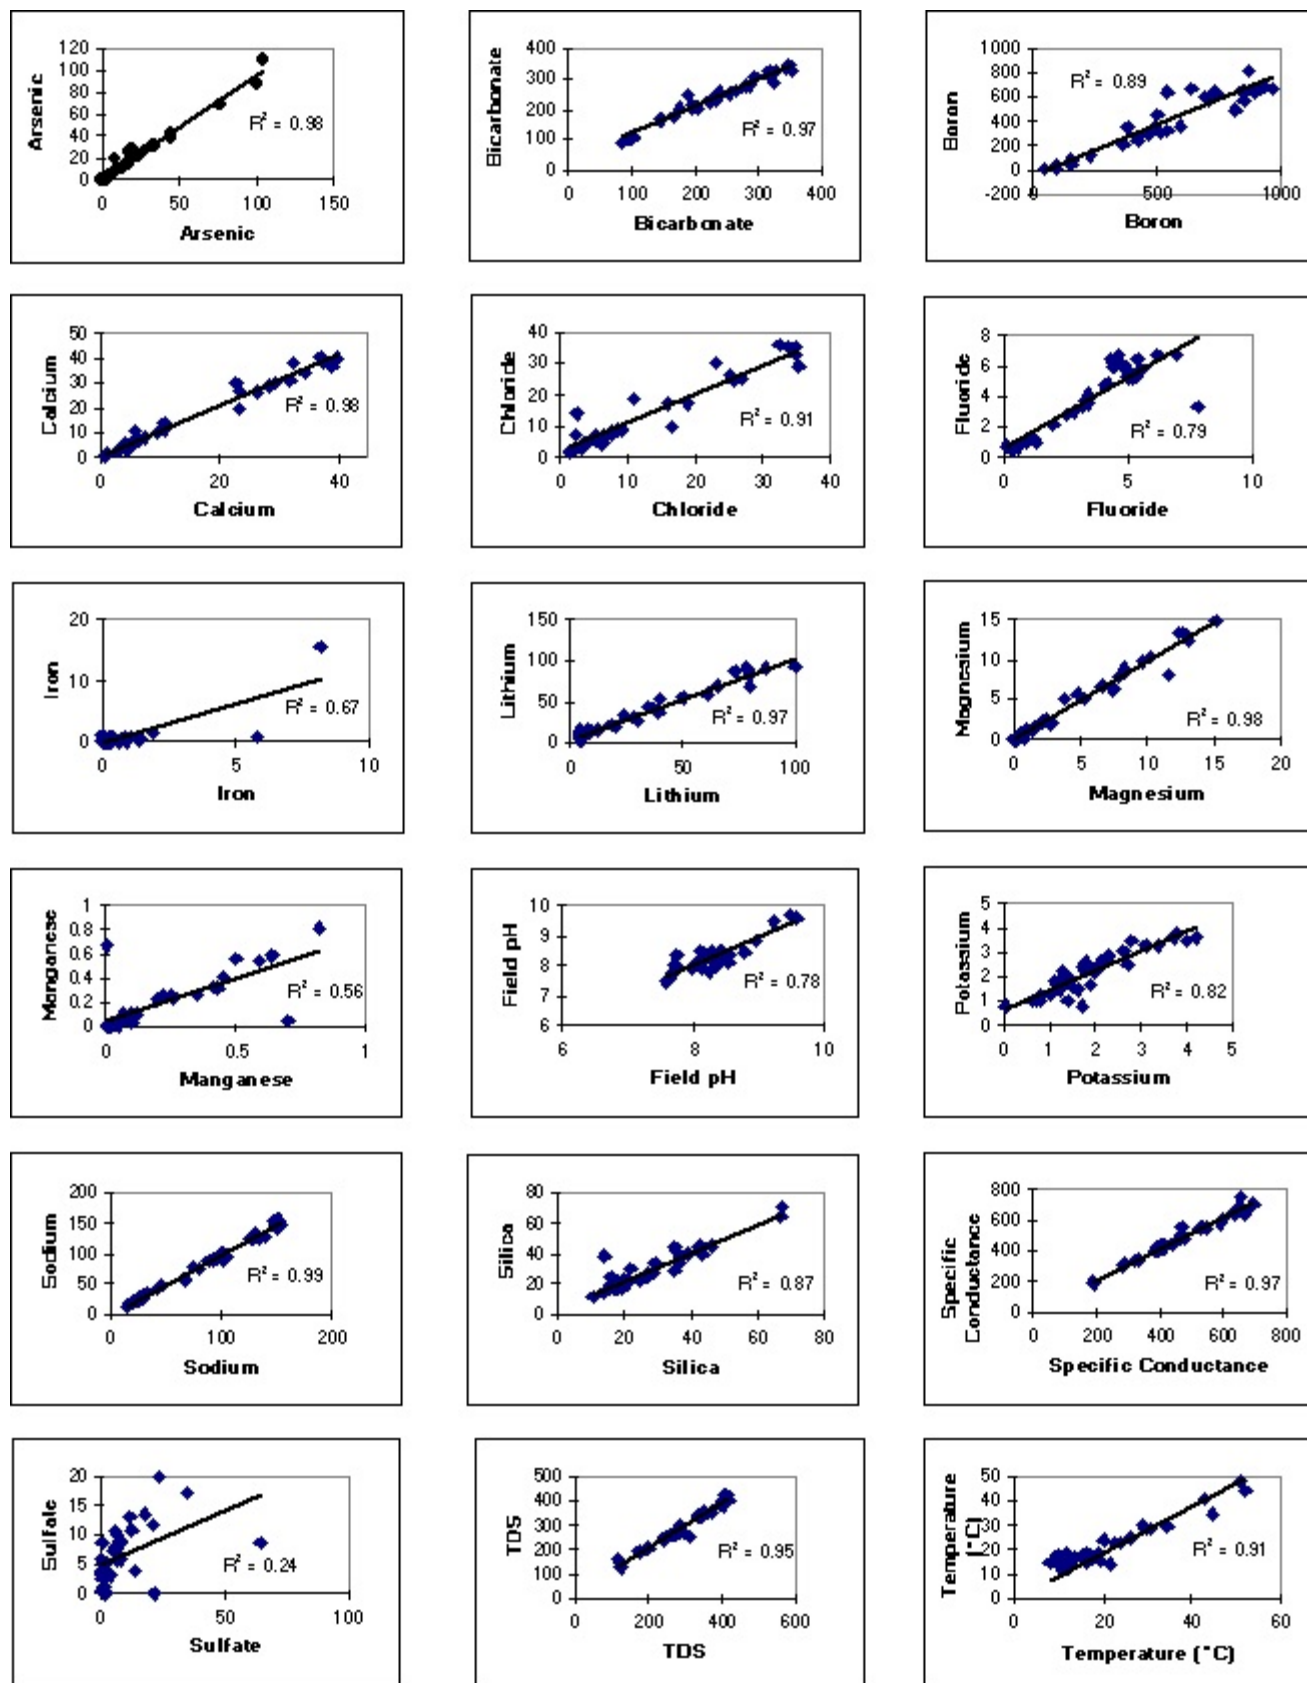 Arsenic
120
100
80
60
40
20
0
R² = 0.98
0 50 100 150
Arsenic
Bicarbonate
400
300
200
100
0
R² = 0.97
0 100 200 300 400
Bicarbonate
Boron
1000
800
600
400
200
0
-200
R² = 0.89
0 500 1000
Boron
Calcium
50
40
30
20
10
0
R² = 0.98
0 20 40
Calcium
Chloride
40
30
20
10
0
R² = 0.91
0 10 20 30 40
Chloride
Fluoride
8
6
4
2
0
R² = 0.79
0 5 10
Fluoride
Iron
20
10
0
R² = 0.67
0 5 10
Iron
Lithium
150
100
50
0
R² = 0.97
0 50 100
Lithium
Magnesium
15
10
5
0
R² = 0.98
0 5 10 15 20
Magnesium
Manganese
1
0.8
0.6
0.4
0.2
0
R² = 0.56
0 0.5 1
Manganese
Field pH
10
9
8
7
6
R² = 0.78
6 8 10
Field pH
Potassium
5
4
3
2
1
0
R² = 0.82
0 1 2 3 4 5
Potassium
Sodium
200
150
100
50
0
R² = 0.99
0 100 200
Sodium
Silica
80
60
40
20
0
R² = 0.87
0 20 40 60 80
Silica
Specific
Conductance
800
600
400
200
0
R² = 0.97
0 200 400 600 800
Specific Conductance
Sulfate
20
15
10
5
0
R² = 0.24
0 50 100
Sulfate
TDS
500
400
300
200
100
0
R² = 0.95
0 200 400 600
TDS
Temperature
(°C)
50
40
30
20
10
0
R² = 0.91
0 20 40 60
Temperature (°C)